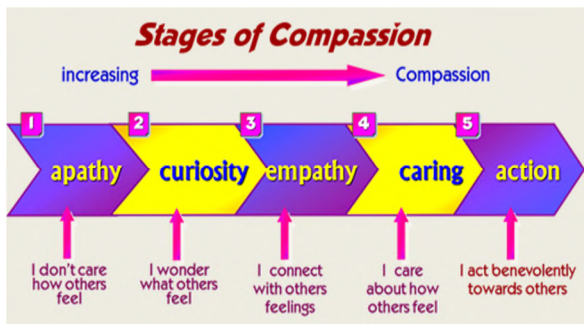 Stages of Compassion
increasing Compassion
1 2 3 4 5
apathy curiosity empathy caring action
I don't care
how others
feel
I wonder
what others
feel
I connect
with others
feelings
I care
about how
others feel
I act benevolently
towards others